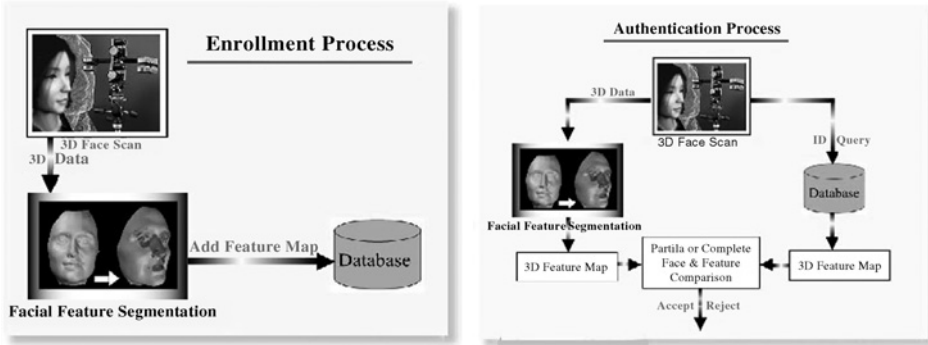 Enrollment Process
3D Face Scan
3D Data
Facial Feature Segmentation
Add Feature Map
Database
Authentication Process
3D Data
3D Face Scan
ID Query
Database
Facial Feature Segmentation
3D Feature Map
Partila or Complete
Face & Feature
Comparison
3D Feature Map
Accept Reject